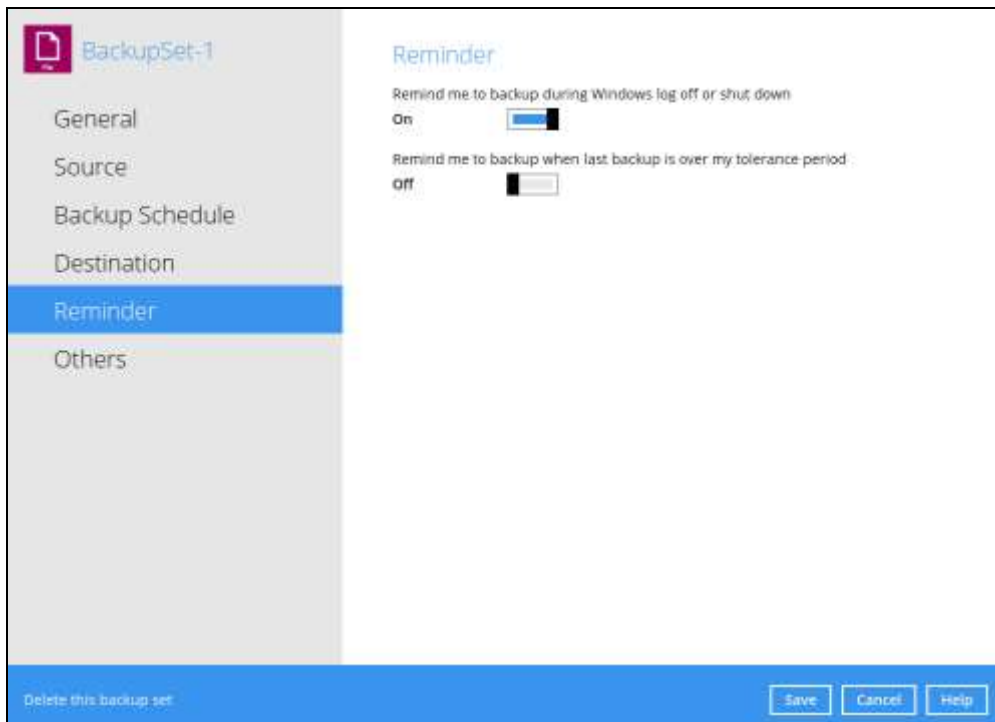 BackupSet-1
General
Source
Backup Schedule
Destination
Reminder
Others
Reminder
Remind me to backup during Windows log off or shut down
On
Remind me to backup when last backup is over my tolerance period
Off
Delete this backup set
Save Cancel Help